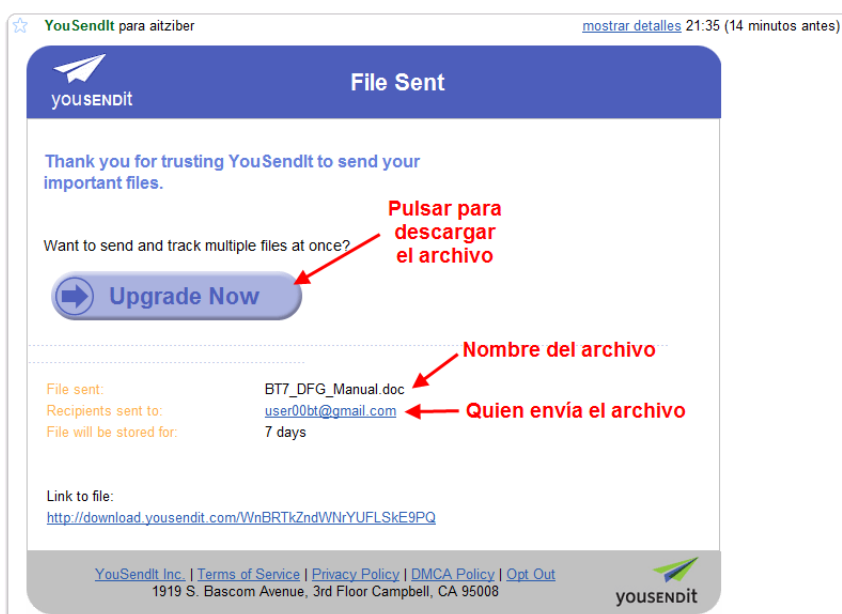 YouSendIt para aitziber mostrar detalles 21:35 (14 minutos antes)
yousENDit
File Sent
Thank you for trusting YouSendIt to send your
important files.
Pulsar para
descargar
el archivo
Want to send and track multiple files at once?
Upgrade Now
Nombre del archivo
File sent: BT7_DFG_Manual.doc
Recipients sent to: user00bt@gmail.com
Quien envía el archivo
File will be stored for: 7 days
Link to file:
http://download.yousendit.com/WnBRTkZndWNrYUFLSkE9PQ
YouSendIt Inc. | Terms of Service | Privacy Policy | DMCA Policy | Opt Out
1919 S. Bascom Avenue, 3rd Floor Campbell, CA 95008
yousENDit